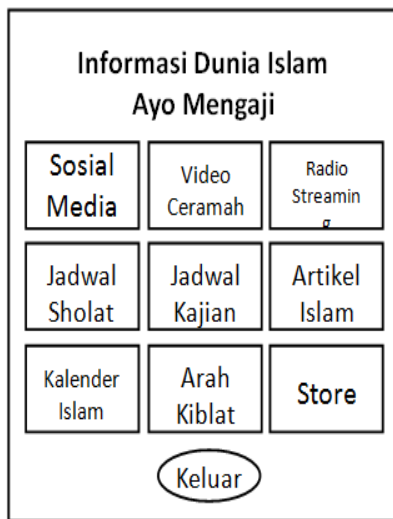 Informasi Dunia Islam
Ayo Mengaji
Sosial
Media
Video
Ceramah
Radio
Streamin
g
Jadwal
Sholat
Jadwal
Kajian
Artikel
Islam
Kalender
Islam
Arah
Kiblat
Store
Keluar